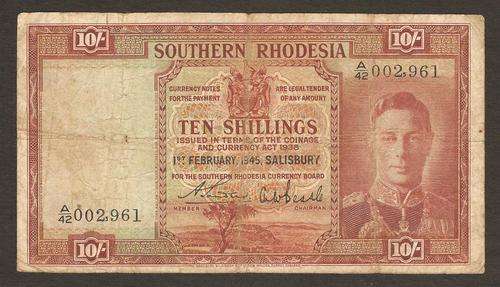 10/- 10/-
SOUTHERN RHODESIA
A/42 002,961
CURRENCY NOTES ARE LEGAL TENDER
FOR THE PAYMENT OF ANY AMOUNT
TEN SHILLINGS
ISSUED IN TERMS OF THE COINAGE
AND CURRENCY ACT 1938
1ST FEBRUARY 1945, SALISBURY
FOR THE SOUTHERN RHODESIA CURRENCY BOARD
A/42 002,961
MEMBER CHAIRMAN
10/- 10/-